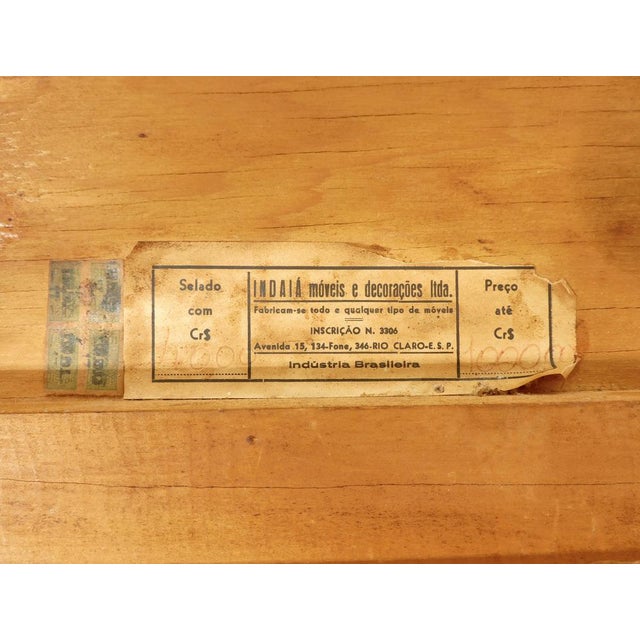 Selado
com
Cr$
INDAIÁ móveis e decorações ltda.
Fabricam-se todo e qualquer tipo de móveis
INSCRIÇÃO N. 3306
Avenida 15, 134-Fone, 346-RIO CLARO-E. S. P.
Indústria Brasileira
Preço
até
Cr$